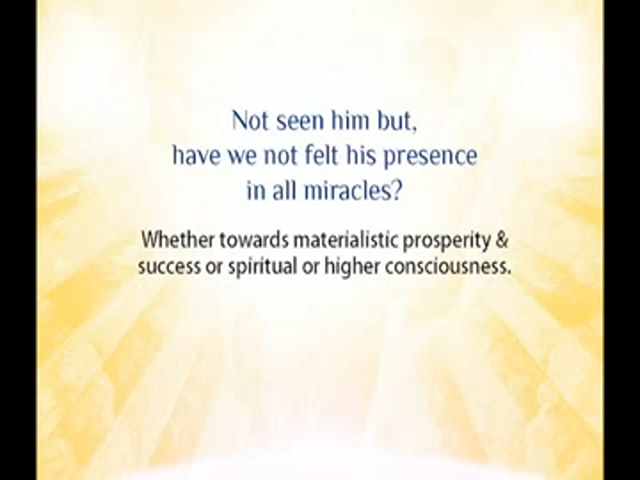 Not seen him but,
have we not felt his presence
in all miracles?
Whether towards materialistic prosperity &
success or spiritual or higher consciousness.